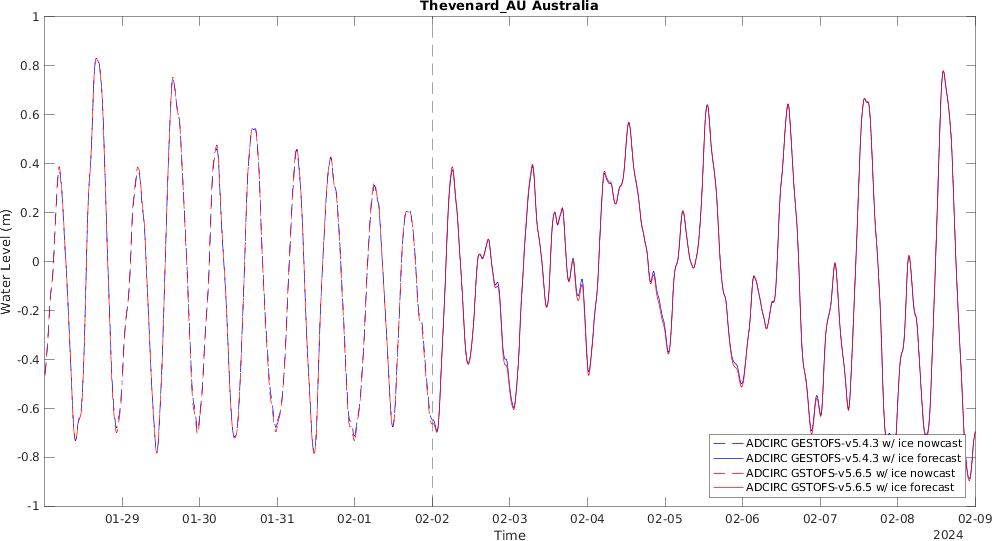 Thevenard_AU Australia
Water Level (m)
1
0.8
0.6
0.4
0.2
0
-0.2
-0.4
-0.6
-0.8
-1
ADCIRC GESTOFS-v5.4.3 w/ ice nowcast
ADCIRC GESTOFS-v5.4.3 w/ ice forecast
ADCIRC GSTOFS-v5.6.5 w/ ice nowcast
ADCIRC GSTOFS-v5.6.5 w/ ice forecast
01-29 01-30 01-31 02-01 02-02 02-03 02-04 02-05 02-06 02-07 02-08 02-09
Time
2024